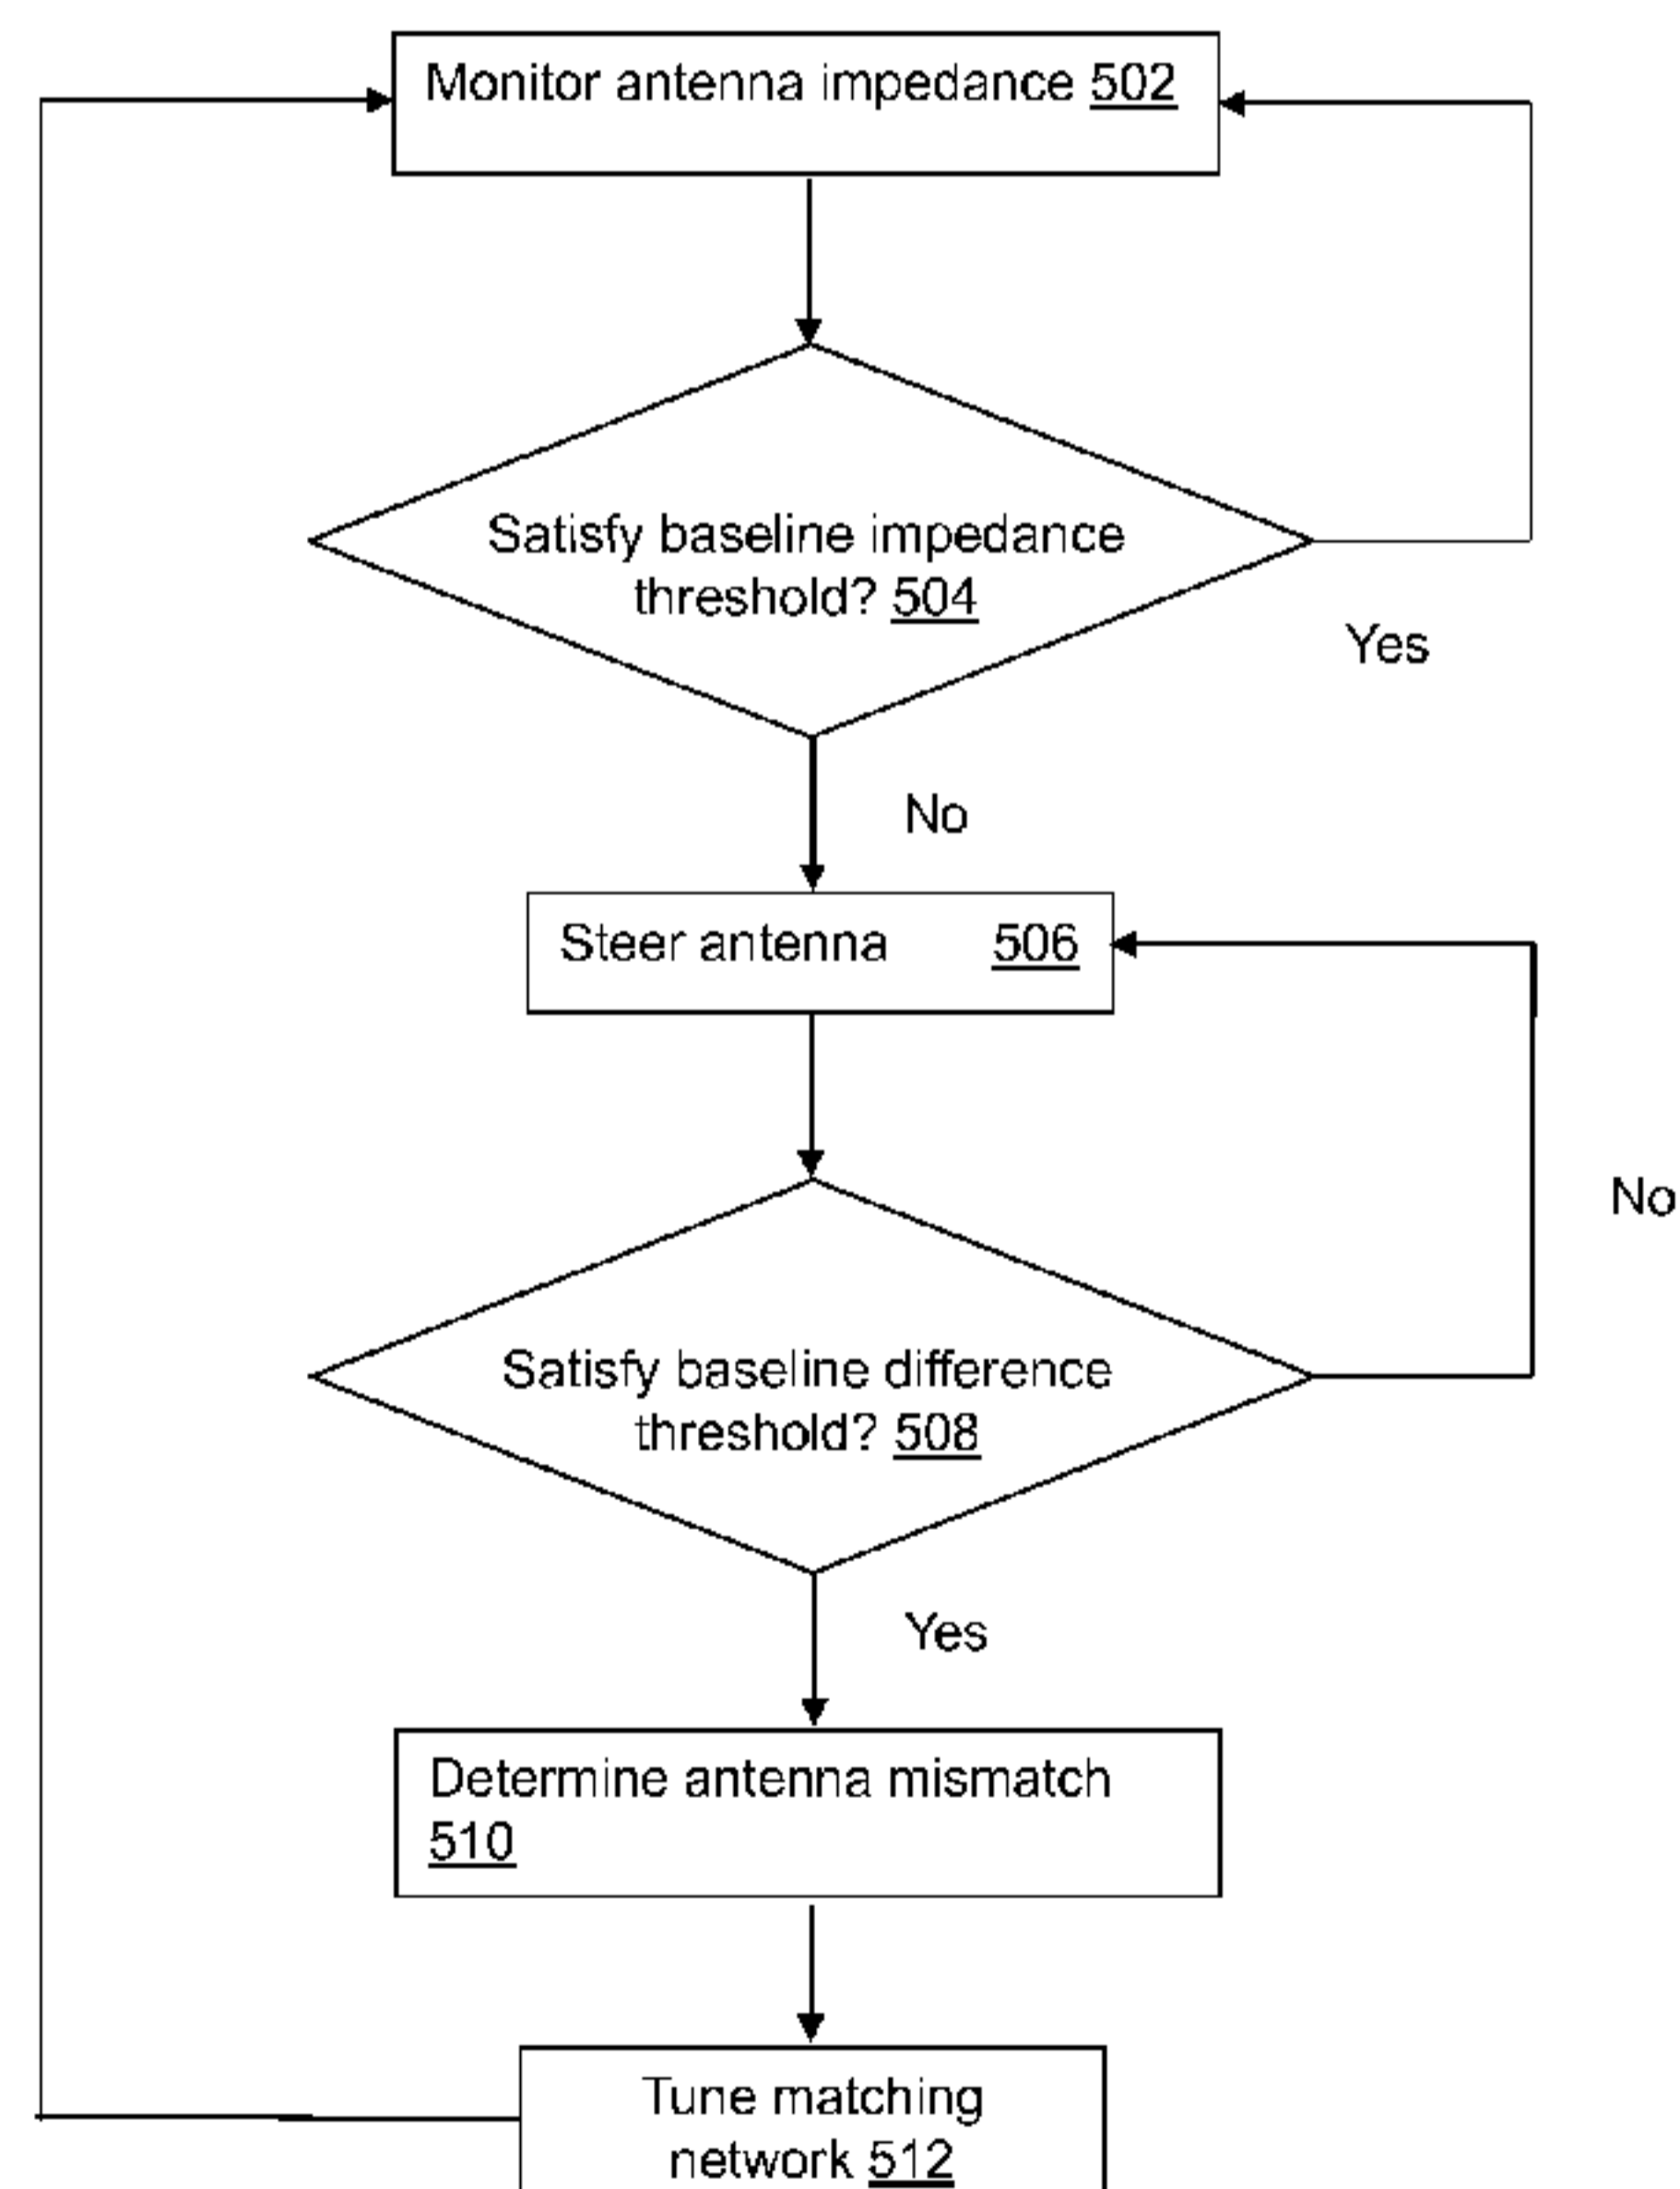 Monitor antenna impedance 502
Satisfy baseline impedance
threshold? 504
Yes
No
Steer antenna 506
No
Satisfy baseline difference
threshold? 508
Yes
Determine antenna mismatch
510
Tune matching
network 512